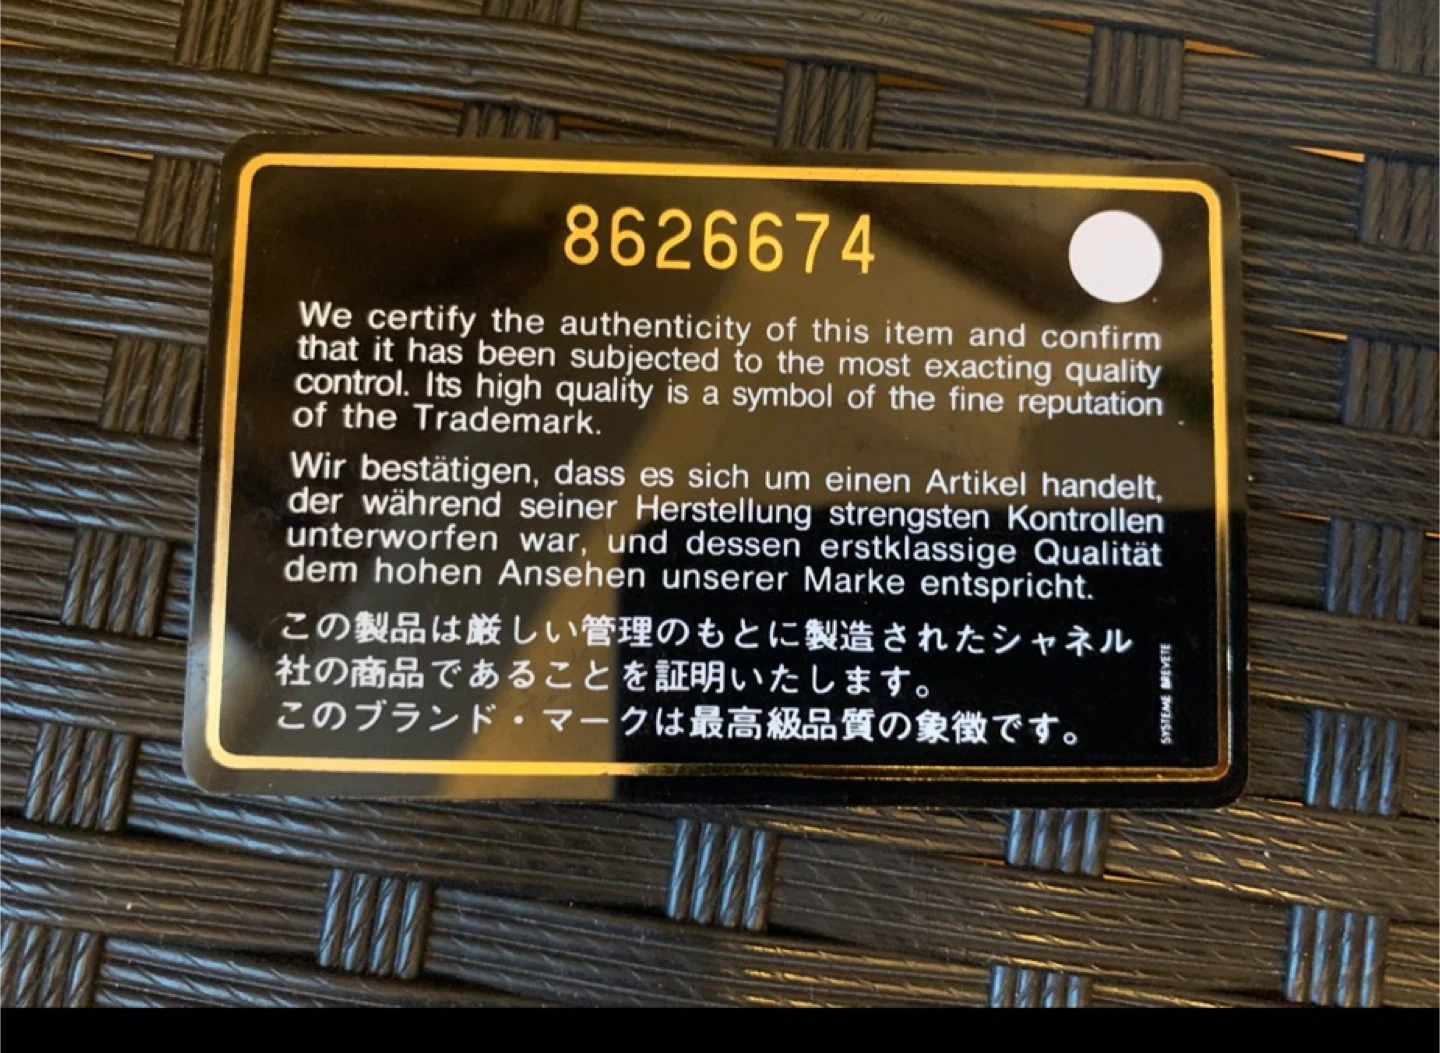 8626674
We certify the authenticity of this item and confirm
that it has been subjected to the most exacting quality
control. Its high quality is a symbol of the fine reputation
of the Trademark.
Wir bestätigen, dass es sich um einen Artikel handelt,
der während seiner Herstellung strengsten Kontrollen
unterworfen war, und dessen erstklassige Qualität
dem hohen Ansehen unserer Marke entspricht.
この製品は厳しい管理のもとに製造されたシャネル
社の商品であることを証明いたします。
このブランド・マークは最高級品質の象徴です。
SYSTEME BREVETE